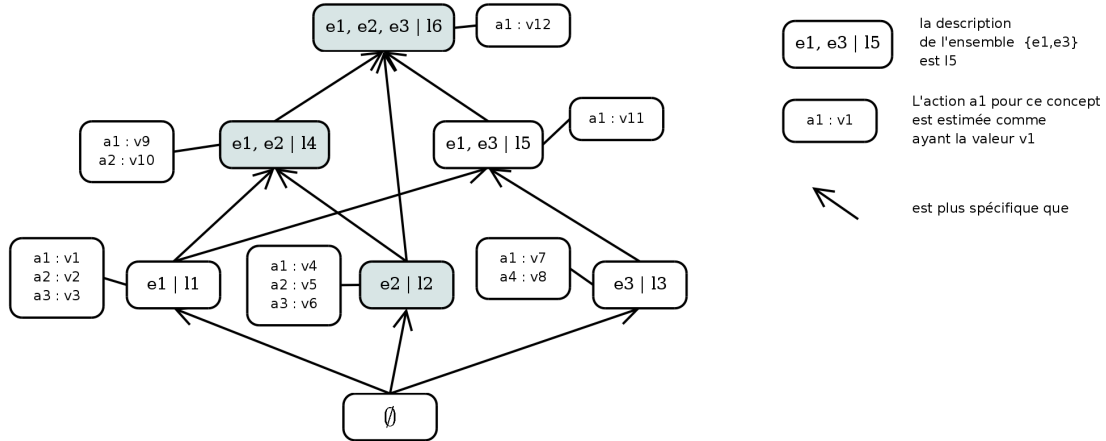 e1, e2, e3 | l6
a1 : v12
a1 : v9
a2 : v10
e1, e2 | l4
e1, e3 | l5
a1 : v11
a1 : v1
a2 : v2
a3 : v3
e1 | l1
a1 : v4
a2 : v5
a3 : v6
e2 | l2
a1 : v7
a4 : v8
e3 | l3
∅
e1, e3 | l5
la description
de l'ensemble {e1,e3}
est l5
a1 : v1
L'action a1 pour ce concept
est estimée comme
ayant la valeur v1
est plus spécifique que